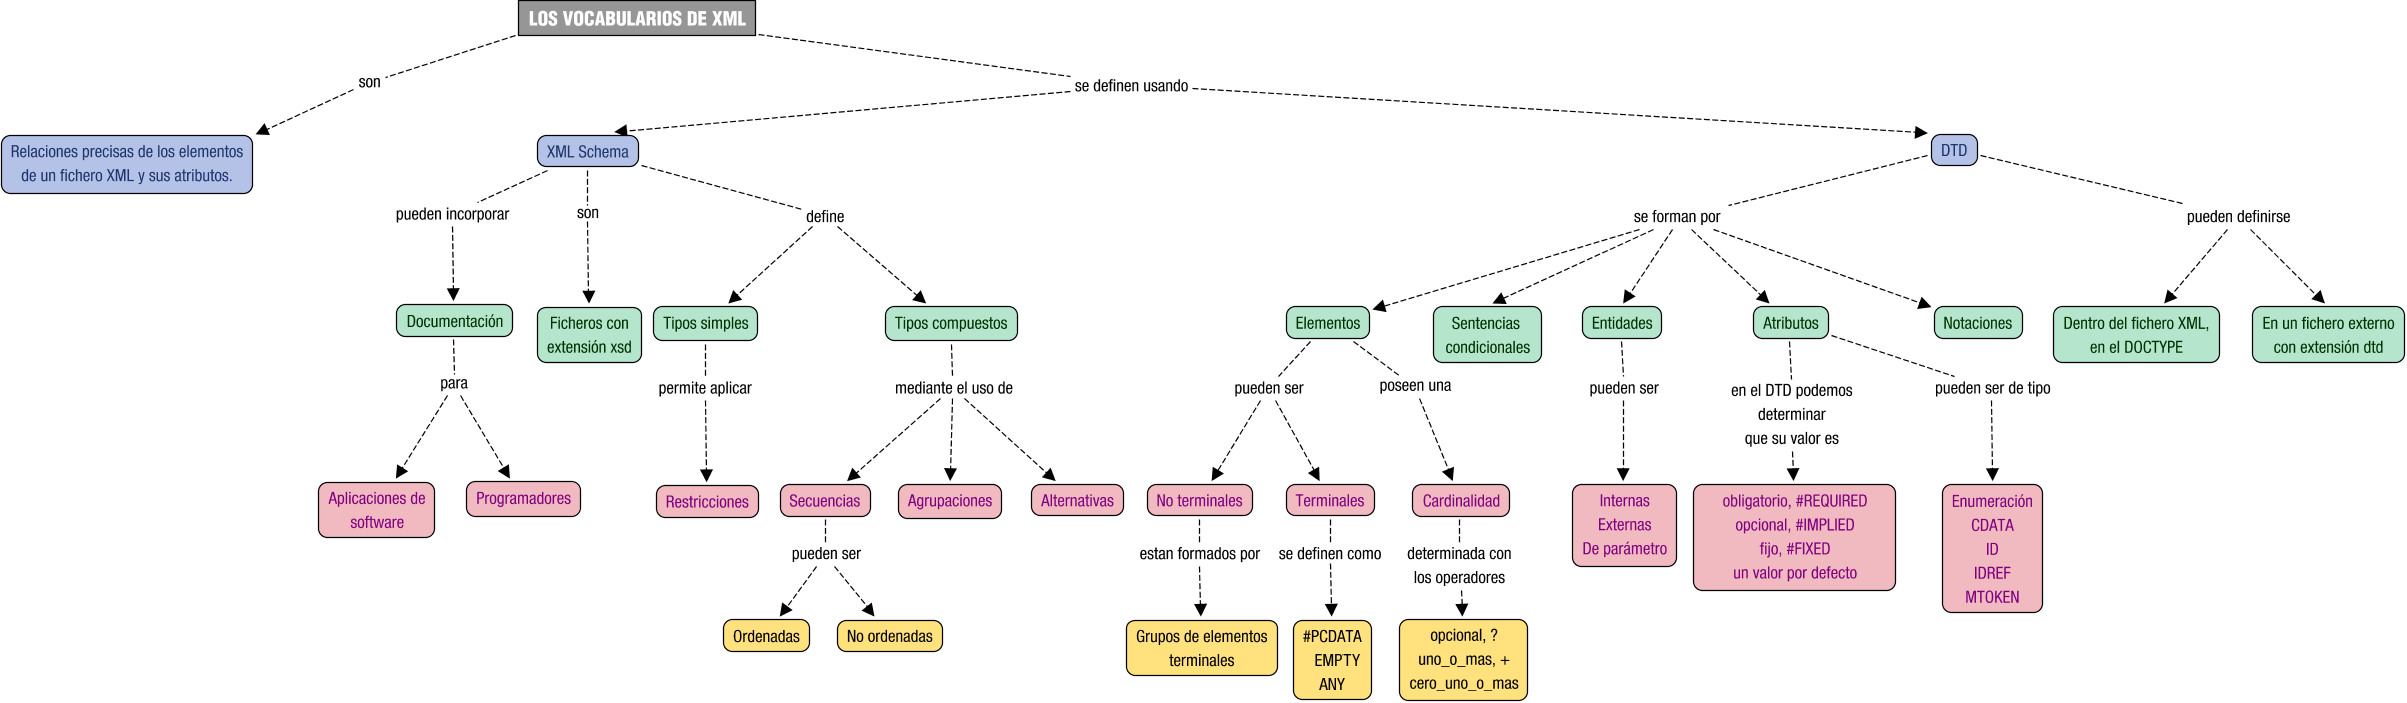 LOS VOCABULARIOS DE XML
son
se definen usando
Relaciones precisas de los elementos
de un fichero XML y sus atributos.
XML Schema
DTD
pueden incorporar
son
define
se forman por
pueden definirse
Documentación
Ficheros con
extensión xsd
Tipos simples
Tipos compuestos
Elementos
Sentencias
condicionales
Entidades
Atributos
Notaciones
Dentro del fichero XML,
en el DOCTYPE
En un fichero externo
con extensión dtd
para
permite aplicar
mediante el uso de
pueden ser
poseen una
pueden ser
en el DTD podemos
determinar
que su valor es
pueden ser de tipo
Aplicaciones de
software
Programadores
Restricciones
Secuencias
Agrupaciones
Alternativas
No terminales
Terminales
Cardinalidad
Internas
Externas
De parámetro
obligatorio, #REQUIRED
opcional, #IMPLIED
fijo, #FIXED
un valor por defecto
Enumeración
CDATA
ID
IDREF
MTOKEN
pueden ser
estan formados por
se definen como
determinada con
los operadores
Ordenadas
No ordenadas
Grupos de elementos
terminales
#PCDATA
EMPTY
ANY
opcional, ?
uno_o_mas, +
cero_uno_o_mas